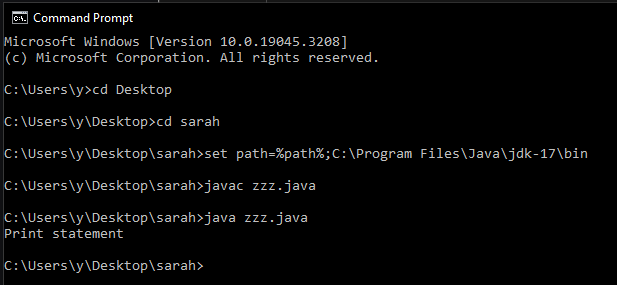 Command Prompt
Microsoft Windows [Version 10.0.19045.3208]
(c) Microsoft Corporation. All rights reserved.
C:\Users\y>cd Desktop
C:\Users\y\Desktop>cd sarah
C:\Users\y\Desktop\sarah>set path=%path%;C:\Program Files\Java\jdk-17\bin
C:\Users\y\Desktop\sarah>javac zzz.java
C:\Users\y\Desktop\sarah>java zzz.java
Print statement
C:\Users\y\Desktop\sarah>